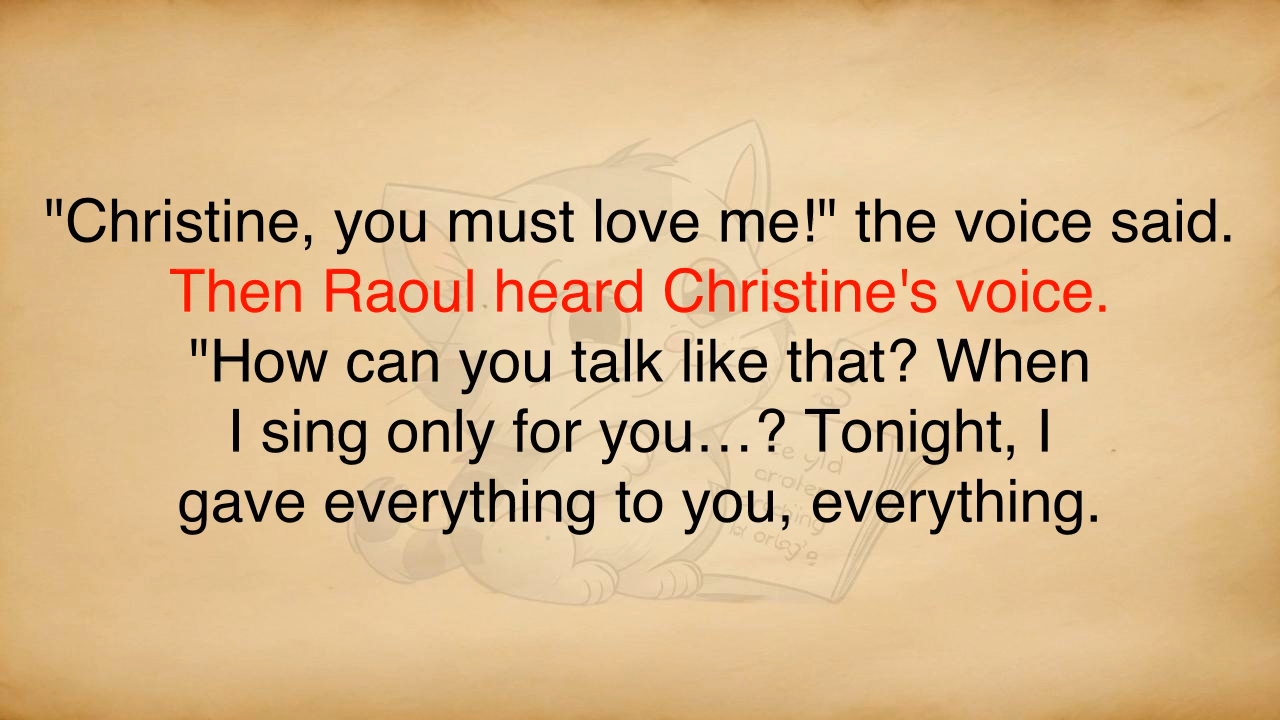 "Christine, you must love me!" the voice said.
Then Raoul heard Christine's voice.
"How can you talk like that? When
I sing only for you…? Tonight, I
gave everything to you, everything.